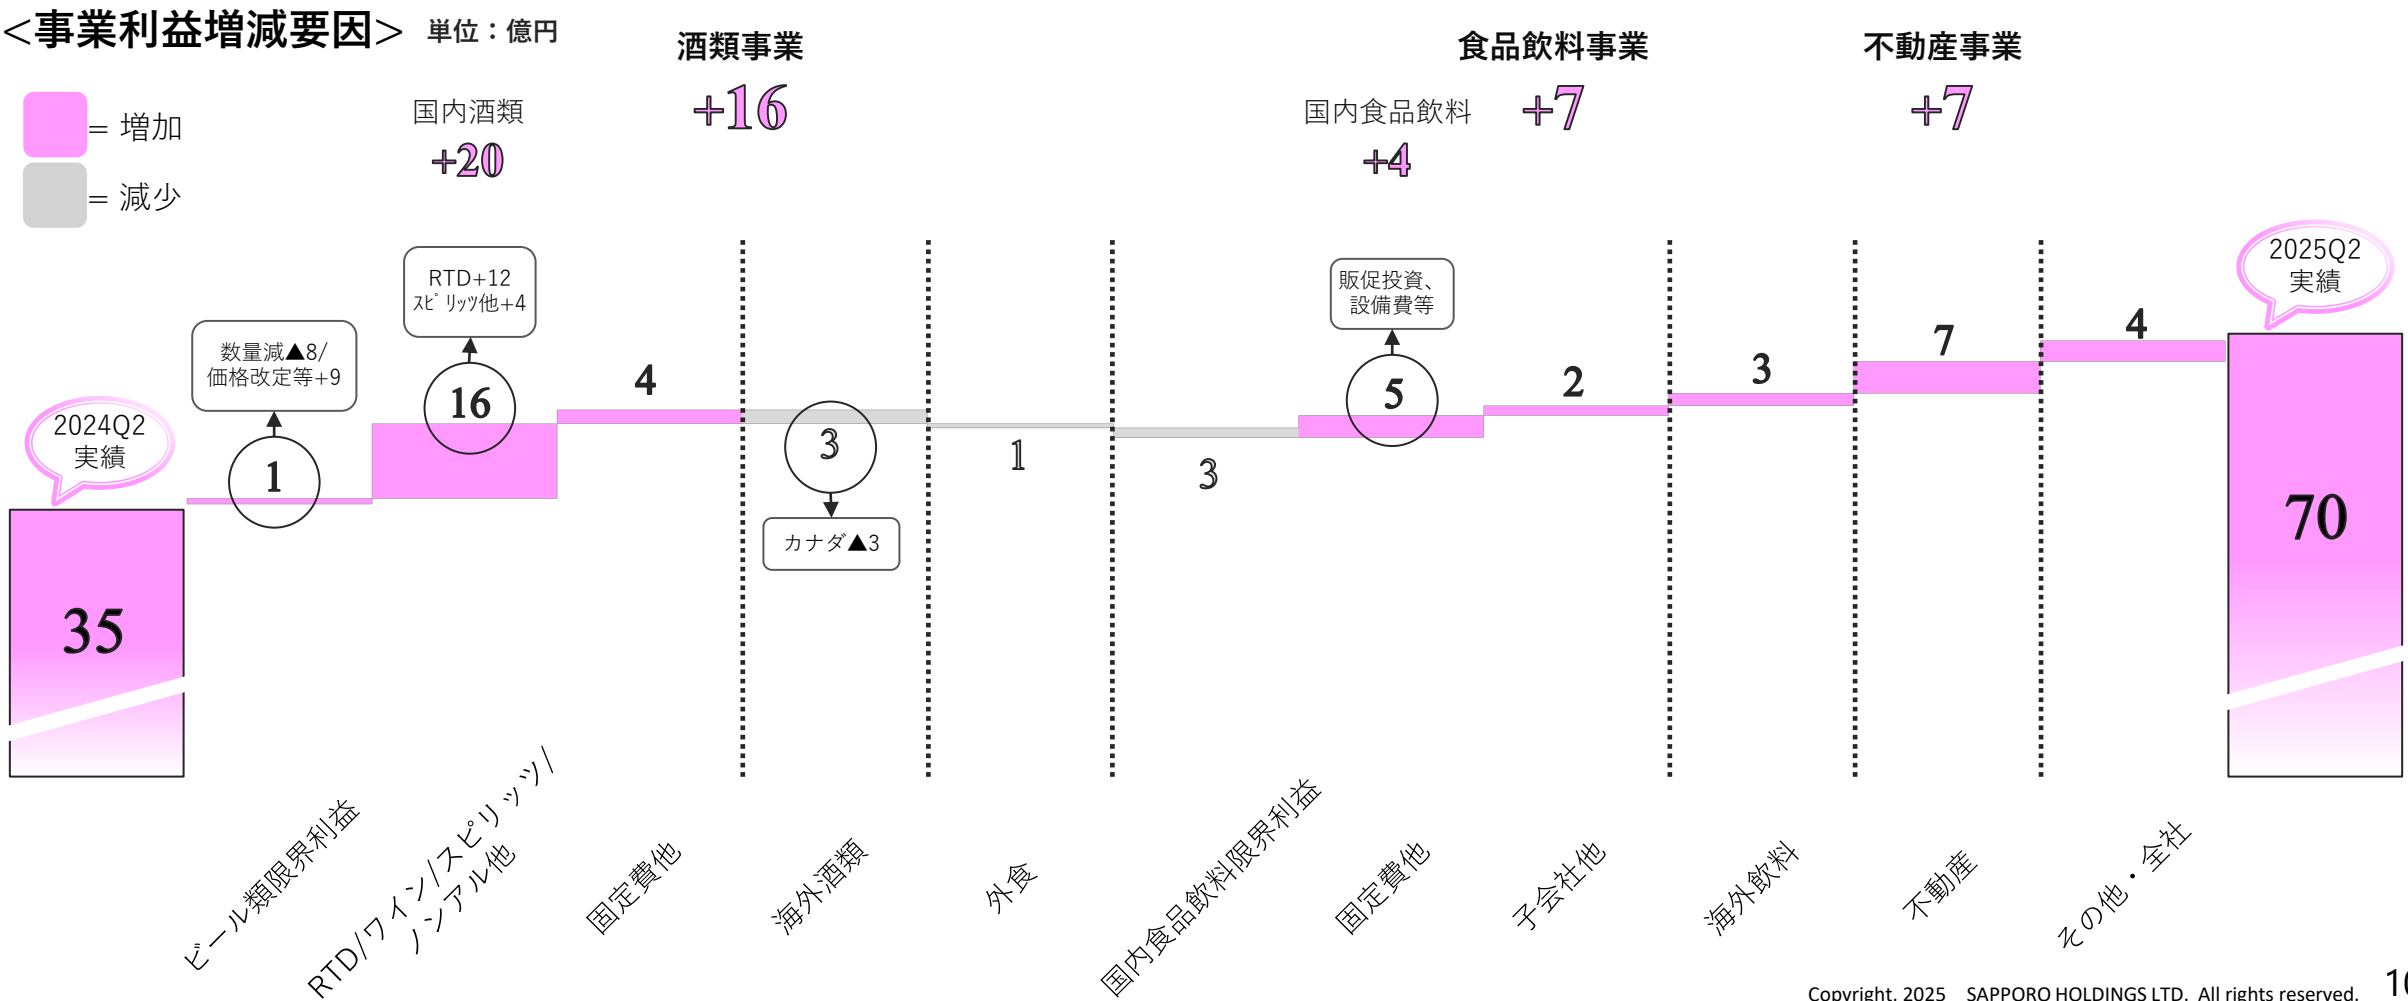 <事業利益増減要因> 単位：億円
= 増加
= 減少
酒類事業
+16
国内酒類
+20
食品飲料事業
+7
国内食品飲料
+4
不動産事業
+7
2024Q2
実績
35
数量減▲8/
価格改定等+9
1
RTD+12
ｽﾋﾟﾘｯﾂ他+4
16
4
3
カナダ▲3
1
3
販促投資、
設備費等
5
2
3
7
4
2025Q2
実績
70
ビール類限界利益
RTD/ワイン/スピリッツ/
ノンアル他
固定費他
海外酒類
外食
国内食品飲料限界利益
固定費他
子会社他
海外飲料
不動産
その他・全社
Copyright, 2025 SAPPORO HOLDINGS LTD. All rights reserved.